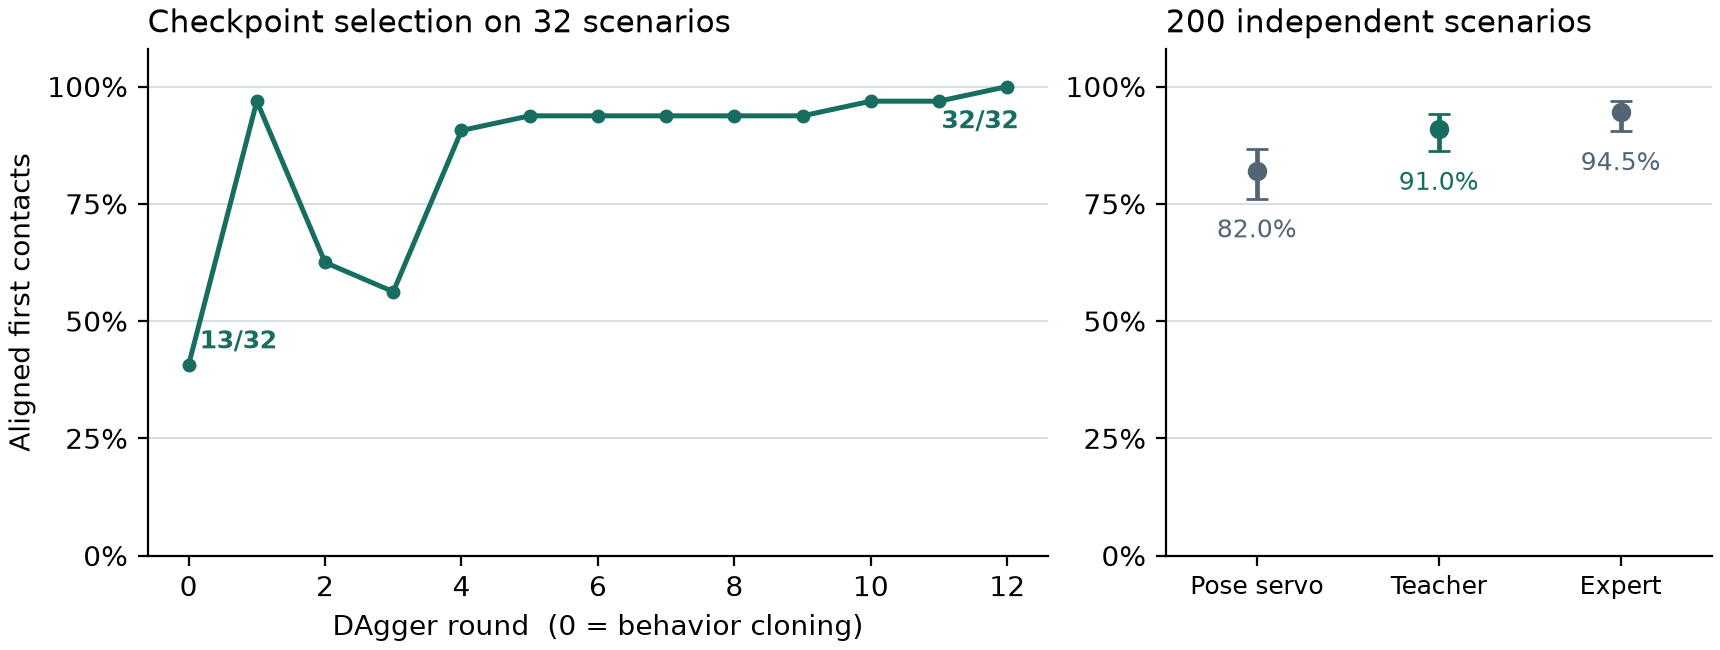 Checkpoint selection on 32 scenarios
Aligned first contacts
100%
75%
50%
25%
0%
13/32
32/32
0 2 4 6 8 10 12
DAgger round (0 = behavior cloning)
200 independent scenarios
100%
75%
50%
25%
0%
82.0%
91.0%
94.5%
Pose servo Teacher Expert